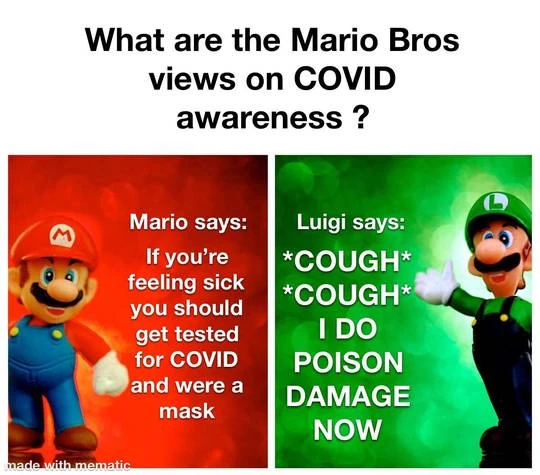 What are the Mario Bros
views on COVID
awareness ?
Mario says:
If you're
feeling sick
you should
get tested
for COVID
and were a
mask
Luigi says:
*COUGH*
*COUGH*
I DO
POISON
DAMAGE
NOW
M
L
made with mematic